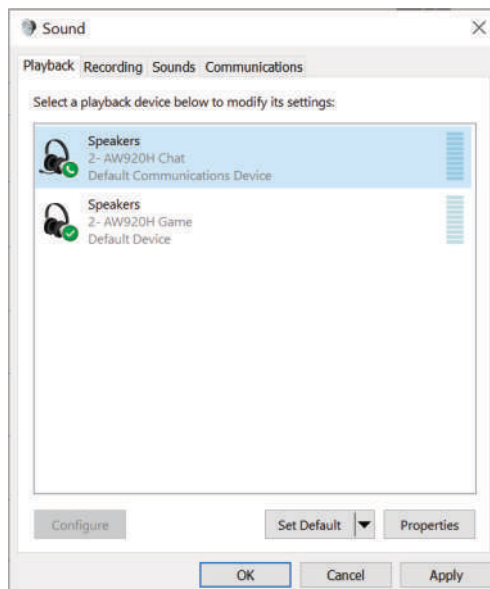 Sound
Playback Recording Sounds Communications
Select a playback device below to modify its settings:
Speakers
2- AW920H Chat
Default Communications Device
Speakers
2- AW920H Game
Default Device
Configure Set Default Properties
OK Cancel Apply